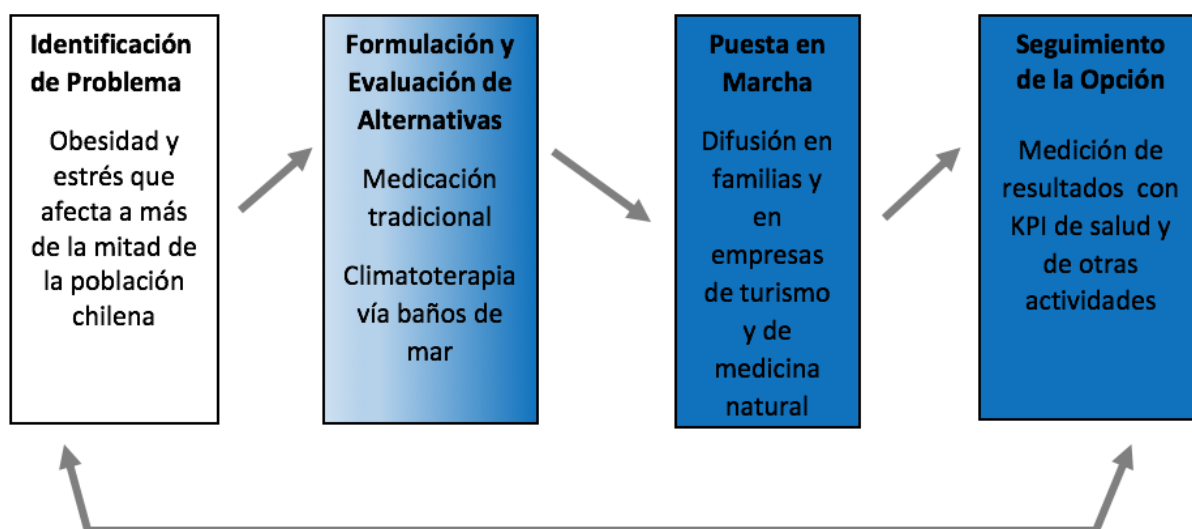 Identificación
de Problema
Obesidad y
estrés que
afecta a más
de la mitad de
la población
chilena
Formulación y
Evaluación de
Alternativas
Medicación
tradicional
Climatoterapia
vía baños de
mar
Puesta en
Marcha
Difusión en
familias y
en
empresas
de turismo
y de
medicina
natural
Seguimiento
de la Opción
Medición de
resultados con
KPI de salud y
de otras
actividades